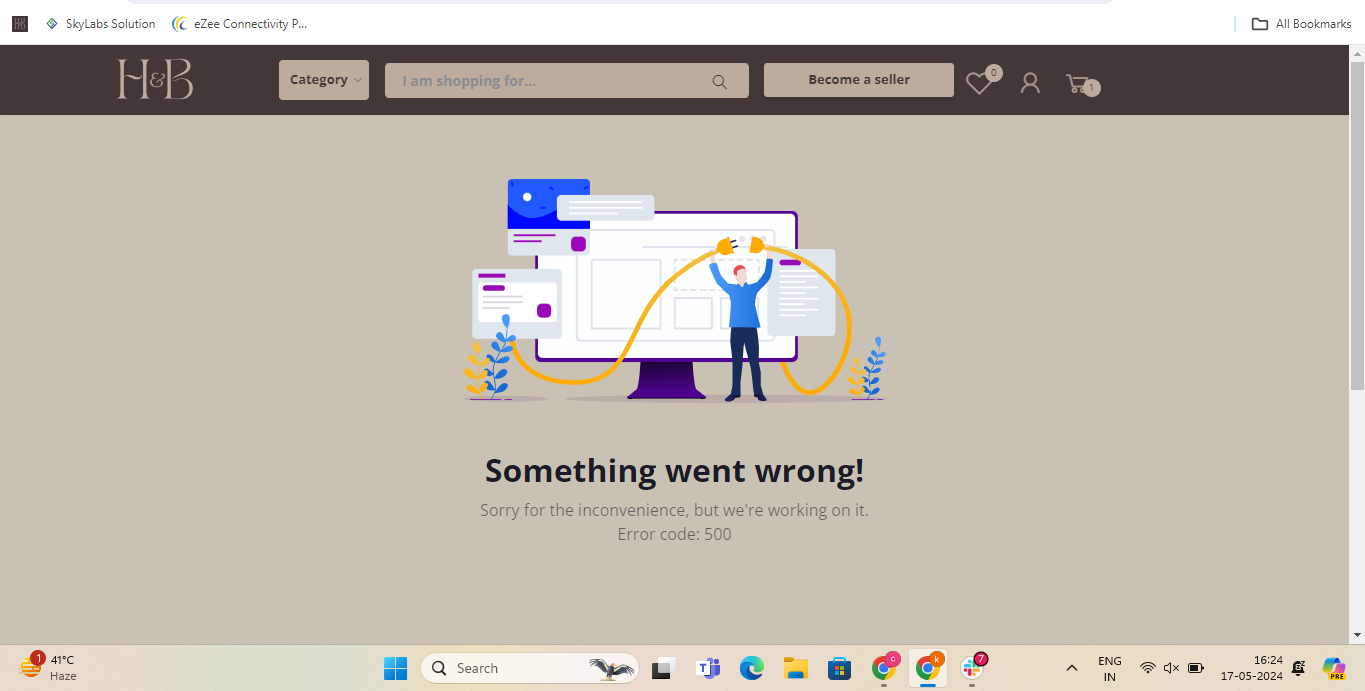 SkyLabs Solution
eZee Connectivity P...
All Bookmarks
H&B
Category
I am shopping for...
Become a seller
0
1
Something went wrong!
Sorry for the inconvenience, but we're working on it.
Error code: 500
1
41°C
Haze
Search
T
c
k
7
ENG
IN
16:24
17-05-2024
PRE